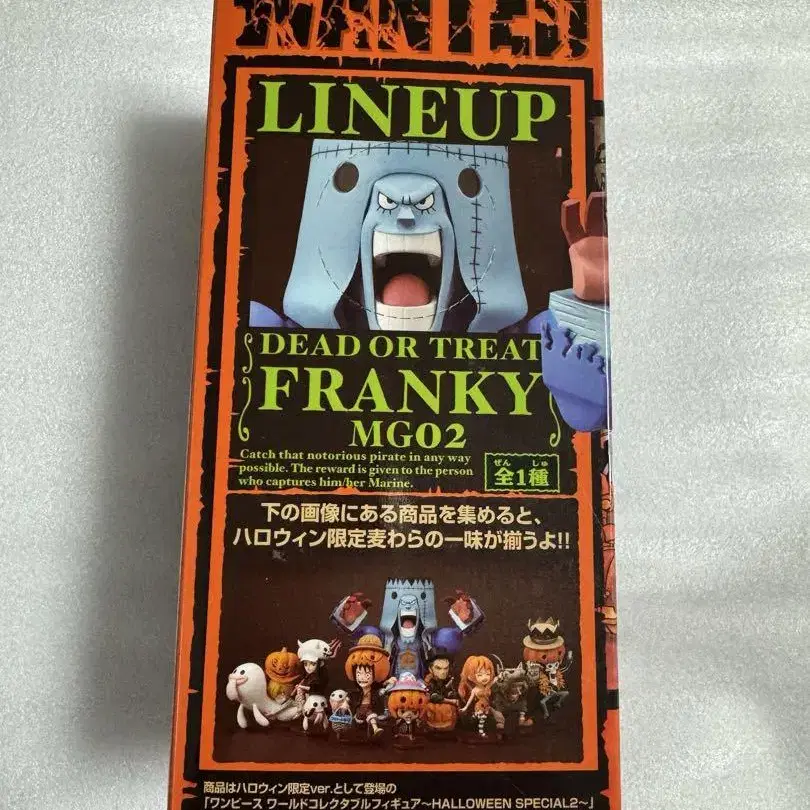 WANTED
LINEUP
DEAD OR TREAT
FRANKY
MG02
Catch that notorious pirate in any way
possible. The reward is given to the person
who captures him/her Marine.
ぜん しゅ
全1種
下の画像にある商品を集めると、
ハロウィン限定麦わらの一味が揃うよ!!
商品はハロウィン限定ver.として登場の
「ワンピース ワールドコレクタブルフィギュア～HALLOWEEN SPECIAL2～」